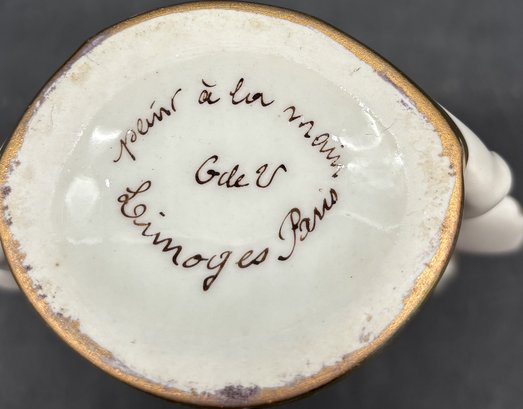 peint à la main
G de V
Limoges Paris